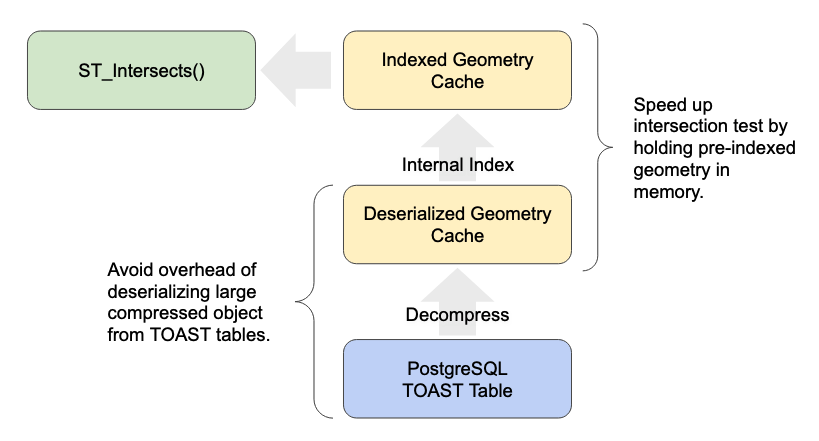 ST_Intersects()
Indexed Geometry
Cache
Speed up
intersection test by
holding pre-indexed
geometry in
memory.
Internal Index
Deserialized Geometry
Cache
Avoid overhead of
deserializing large
compressed object
from TOAST tables.
Decompress
PostgreSQL
TOAST Table